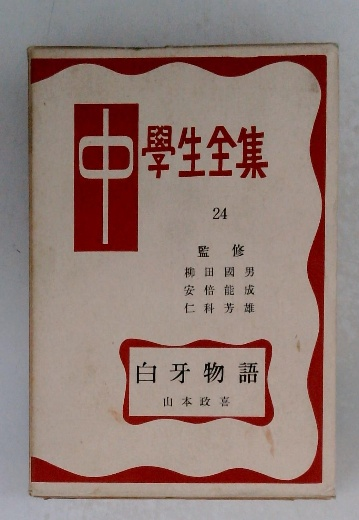 中學生全集
24
監修
柳田國男
安倍能成
仁科芳雄
白牙物語
山本政喜